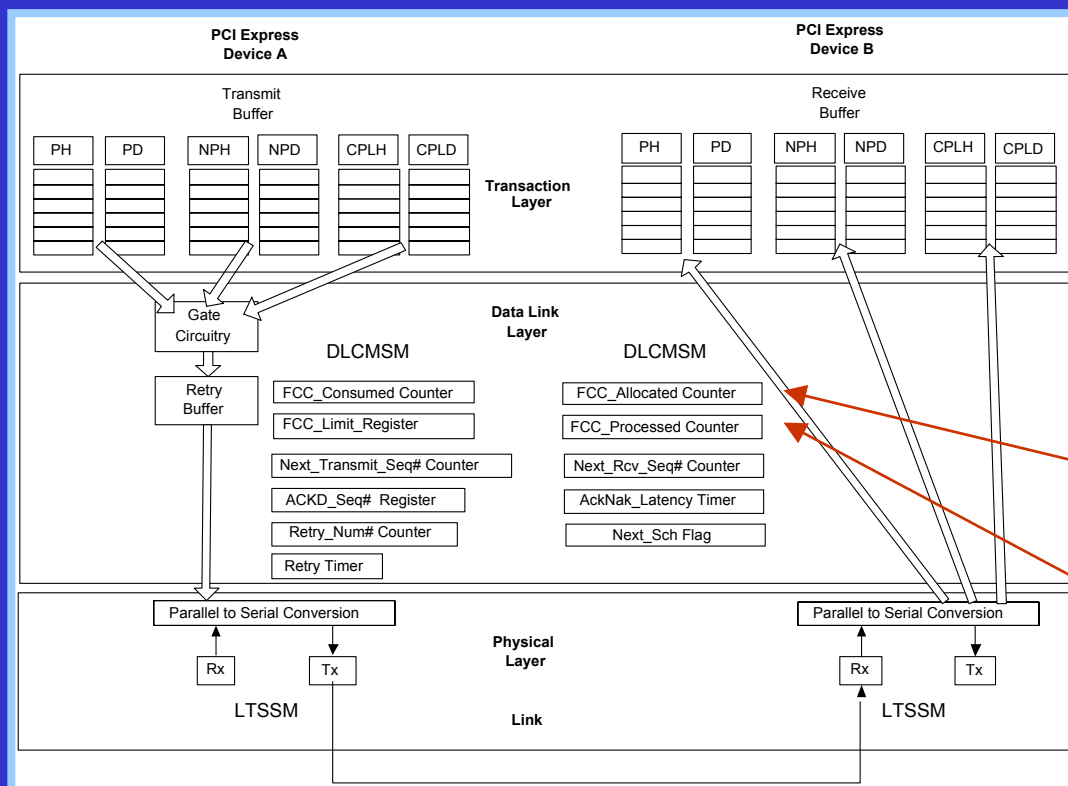 PCI Express
Device A
PCI Express
Device B
Transmit
Buffer
Receive
Buffer
PH
PD
NPH
NPD
CPLH
CPLD
PH
PD
NPH
NPD
CPLH
CPLD
Transaction
Layer
Gate
Circuitry
Data Link
Layer
DLCMSM
DLCMSM
Retry
Buffer
FCC_Consumed Counter
FCC_Limit_Register
Next_Transmit_Seq# Counter
ACKD_Seq# Register
Retry_Num# Counter
Retry Timer
FCC_Allocated Counter
FCC_Processed Counter
Next_Rcv_Seq# Counter
AckNak_Latency Timer
Next_Sch Flag
Parallel to Serial Conversion
Parallel to Serial Conversion
Physical
Layer
Rx
Tx
Rx
Tx
LTSSM
LTSSM
Link